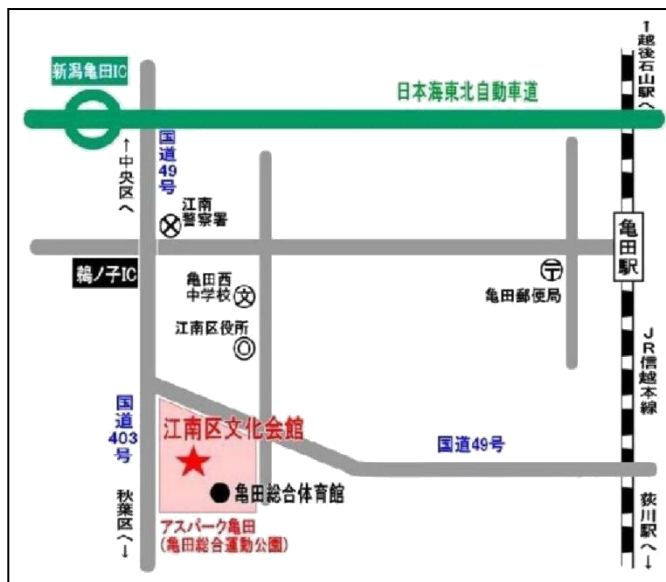 ↑越後石山駅へ
新潟亀田IC
日本海東北自動車道
国道49号
↑中央区へ
江南
警察署
亀田駅
鵜ノ子IC
亀田西
中学校
文
〒
亀田郵便局
江南区役所
JR信越本線
国道
403
号
江南区文化会館
国道49号
亀田総合体育館
秋葉区へ↓
荻川駅へ↓
アスパーク亀田
(亀田総合運動公園)